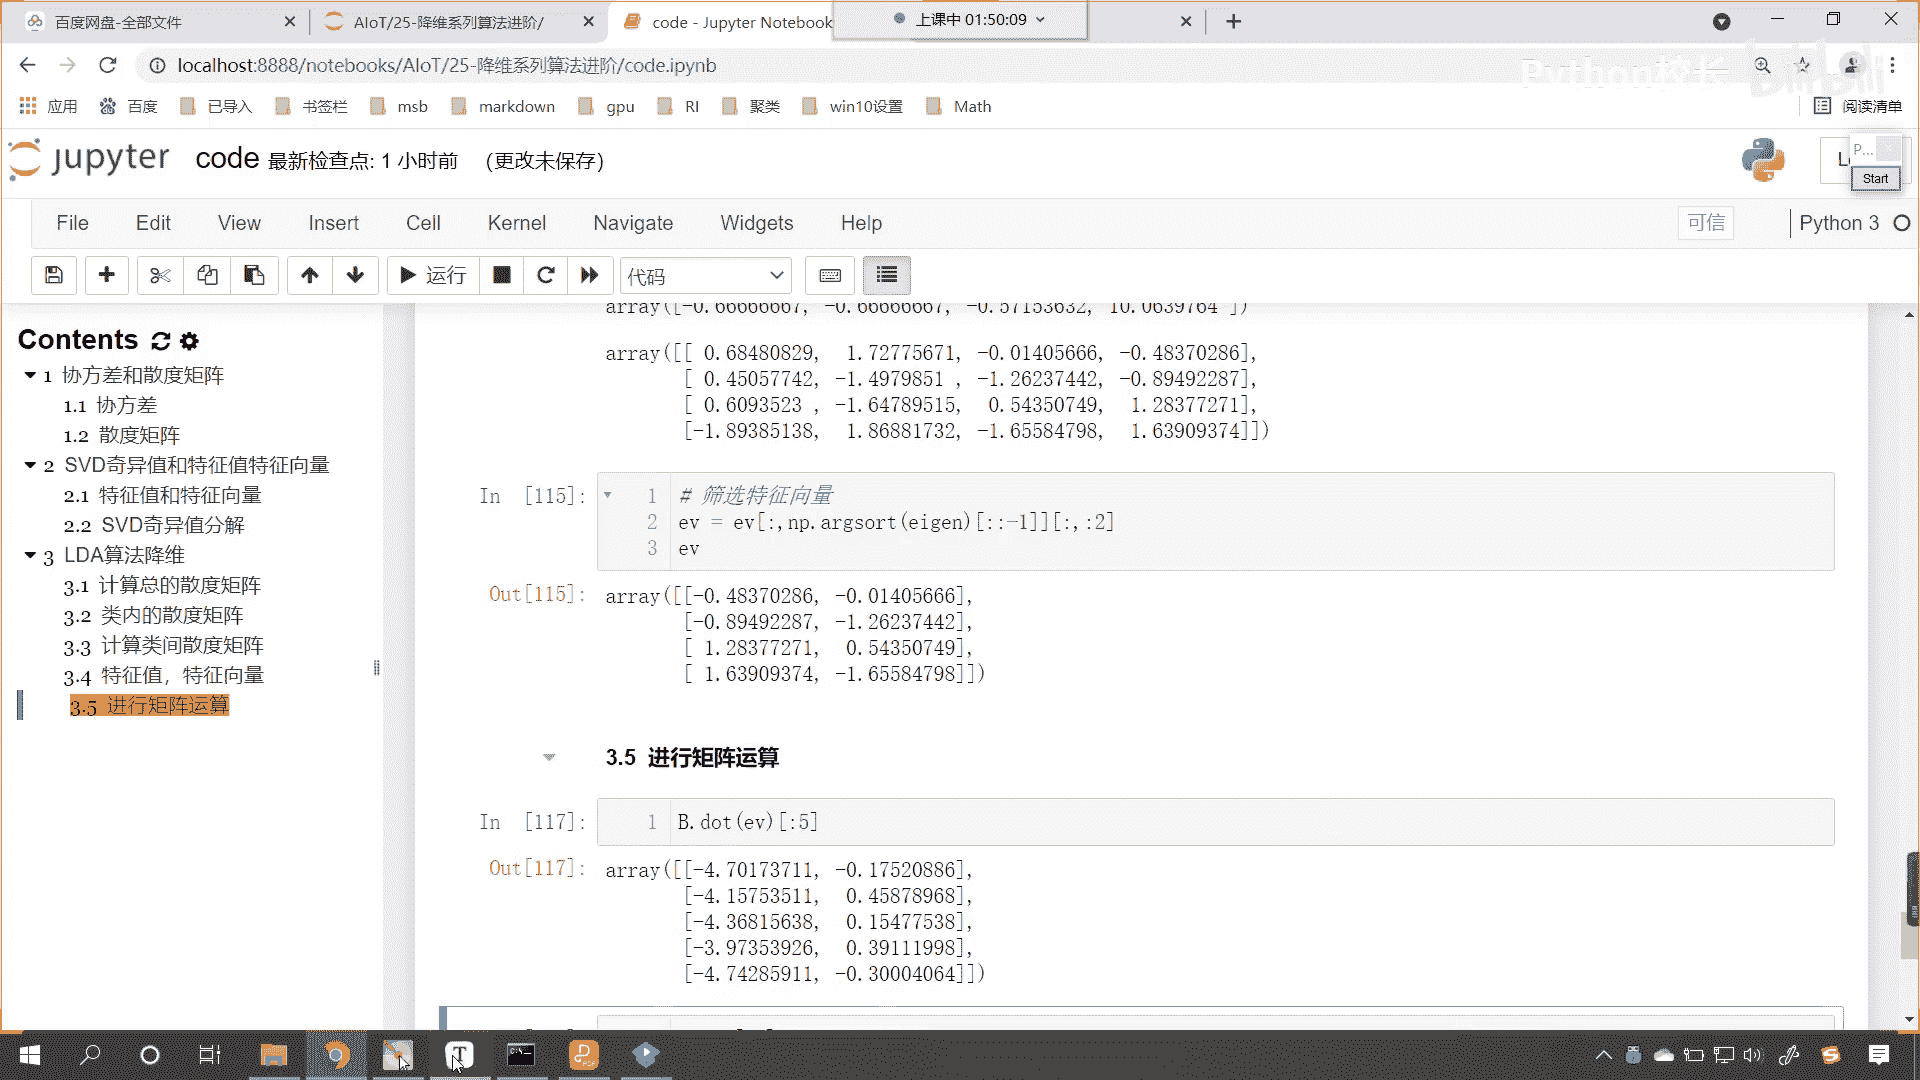 百度网盘-全部文件
AIoT/25-降维系列算法进阶/
code - Jupyter Notebook
上课中 01:50:09
localhost:8888/notebooks/AIoT/25-降维系列算法进阶/code.ipynb
Python校长
bilibili
应用
百度
已导入
书签栏
msb
markdown
gpu
RI
聚类
win10设置
Math
阅读清单
jupyter
code 最新检查点: 1 小时前 (更改未保存)
P...
Start
File Edit View Insert Cell Kernel Navigate Widgets Help
可信
Python 3
运行
代码
Contents
1 协方差和散度矩阵
1.1 协方差
1.2 散度矩阵
2 SVD奇异值和特征值特征向量
2.1 特征值和特征向量
2.2 SVD奇异值分解
3 LDA算法降维
3.1 计算总的散度矩阵
3.2 类内的散度矩阵
3.3 计算类间散度矩阵
3.4 特征值，特征向量
3.5 进行矩阵运算
array([-0.66666667, -0.66666667, -0.57153632, 10.0639764 ])
array([[ 0.68480829, 1.72775671, -0.01405666, -0.48370286],
[ 0.45057742, -1.4979851 , -1.26237442, -0.89492287],
[ 0.6093523 , -1.64789515, 0.54350749, 1.28377271],
[-1.89385138, 1.86881732, -1.65584798, 1.63909374]])
In [115]:
1 # 筛选特征向量
2 ev = ev[:,np.argsort(eigen)[::-1]][:,:2]
3 ev
Out[115]:
array([[-0.48370286, -0.01405666],
[-0.89492287, -1.26237442],
[ 1.28377271, 0.54350749],
[ 1.63909374, -1.65584798]])
3.5 进行矩阵运算
In [117]:
1 B.dot(ev)[:5]
Out[117]:
array([[-4.70173711, -0.17520886],
[-4.15753511, 0.45878968],
[-4.36815638, 0.15477538],
[-3.97353926, 0.39111998],
[-4.74285911, -0.30004064]])